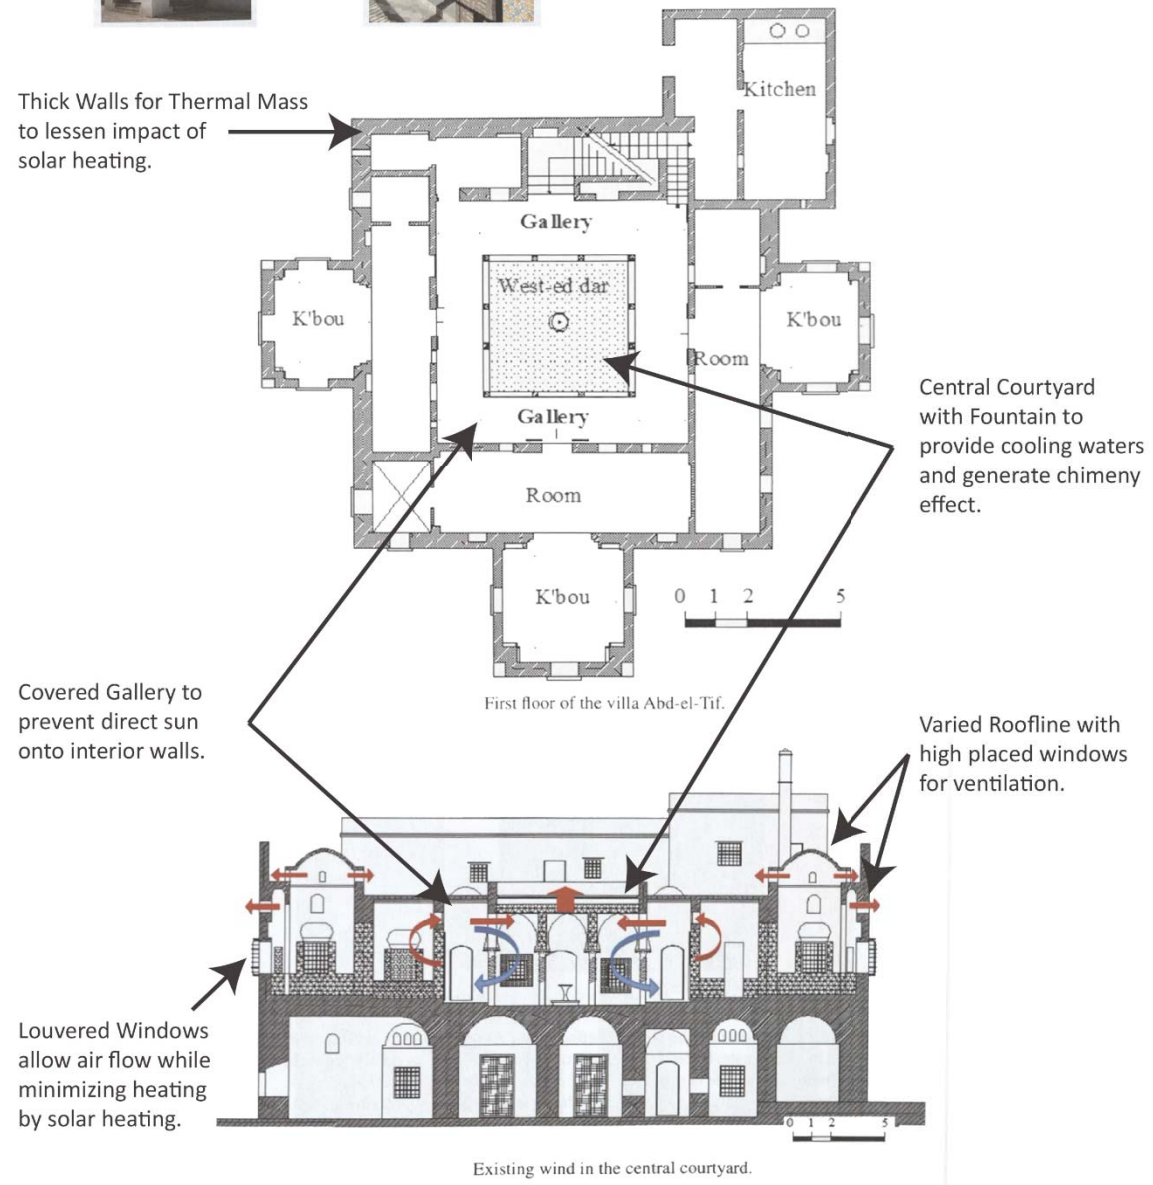 Thick Walls for Thermal Mass
to lessen impact of
solar heating.
Kitchen
Gallery
West-ed dar
K'bou
K'bou
Room
Gallery
Room
K'bou
0 1 2 5
First floor of the villa Abd-el-Tif.
Central Courtyard
with Fountain to
provide cooling waters
and generate chimeny
effect.
Covered Gallery to
prevent direct sun
onto interior walls.
Varied Roofline with
high placed windows
for ventilation.
Louvered Windows
allow air flow while
minimizing heating
by solar heating.
0 1 2 5
Existing wind in the central courtyard.